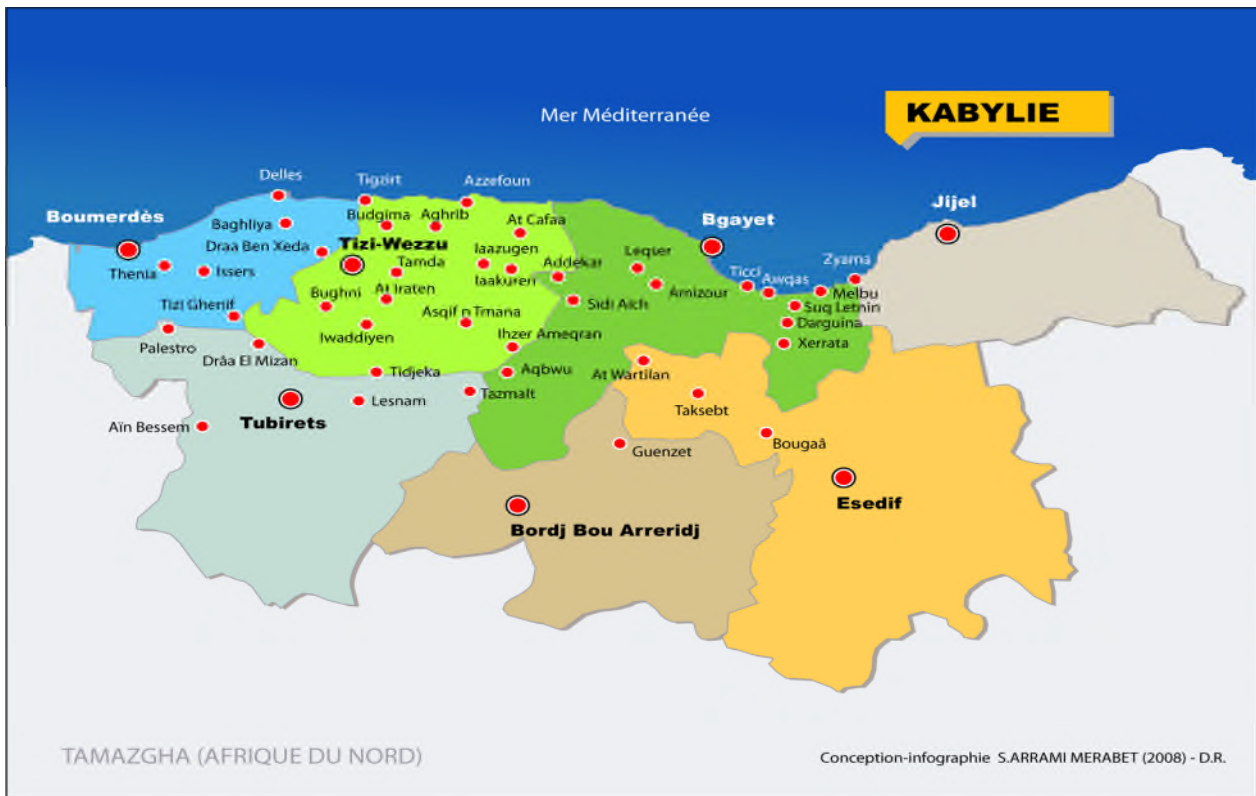 Mer Méditerranée
KABYLIE
Delles
Tigzirt
Azzefoun
Boumerdès
Baghliya
Budgima
Aghrib
At Cafaa
Bgayet
Jijel
Draa Ben Xeda
Tizi-Wezzu
Iaazugen
Lequer
Thenia
Issers
Tamda
Iaakuren
Addekar
Ticci
Awqas
Zyama
Amizour
Melbu
Tizi Ghenif
Bughni
At Iraten
Sidi Aich
Suq Letnin
Asqif n Tmana
Darguina
Palestro
Iwaddiyen
Ihzer Ameqran
Xerrata
Drâa El Mizan
Tidjeka
Aqbwu
At Wartilan
Tubirets
Lesnam
Tazmalt
Taksebt
Aïn Bessem
Guenzet
Bougaâ
Esedif
Bordj Bou Arreridj
TAMAZGHA (AFRIQUE DU NORD)
Conception-infographie S.ARRAMI MERABET (2008) - D.R.